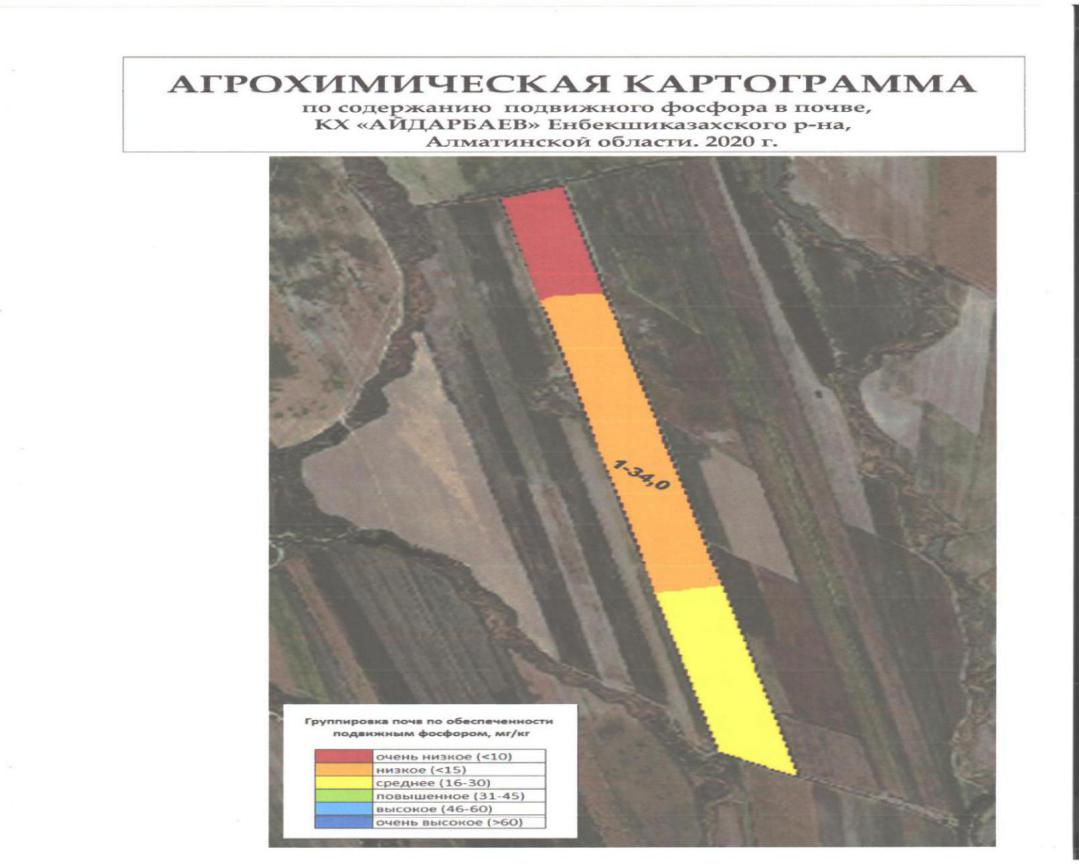 АГРОХИМИЧЕСКАЯ КАРТОГРАММА
по содержанию подвижного фосфора в почве,
КХ «АЙДАРБАЕВ» Енбекшиказахского р-на,
Алматинской области. 2020 г.
1-34,0
Группировка почв по обеспеченности
подвижным фосфором, мг/кг
очень низкое (<10)
низкое (<15)
среднее (16-30)
повышенное (31-45)
высокое (46-60)
очень высокое (>60)